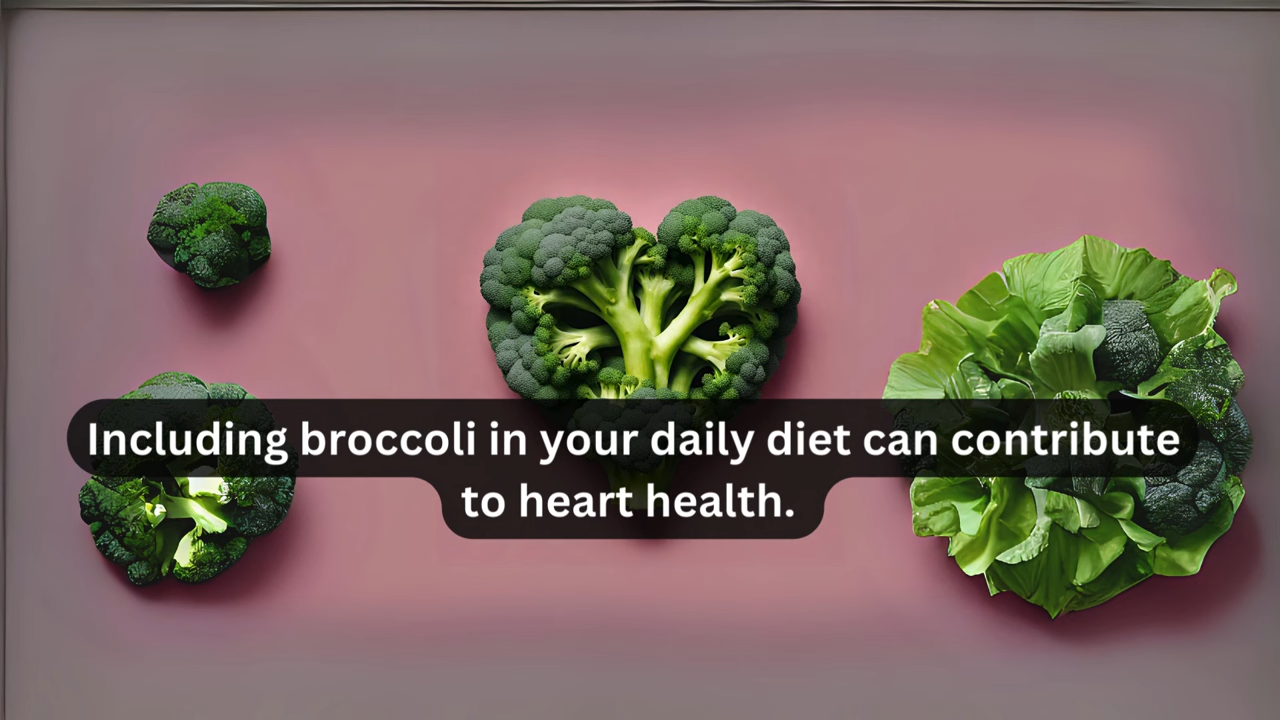 Including broccoli in your daily diet can contribute
to heart health.